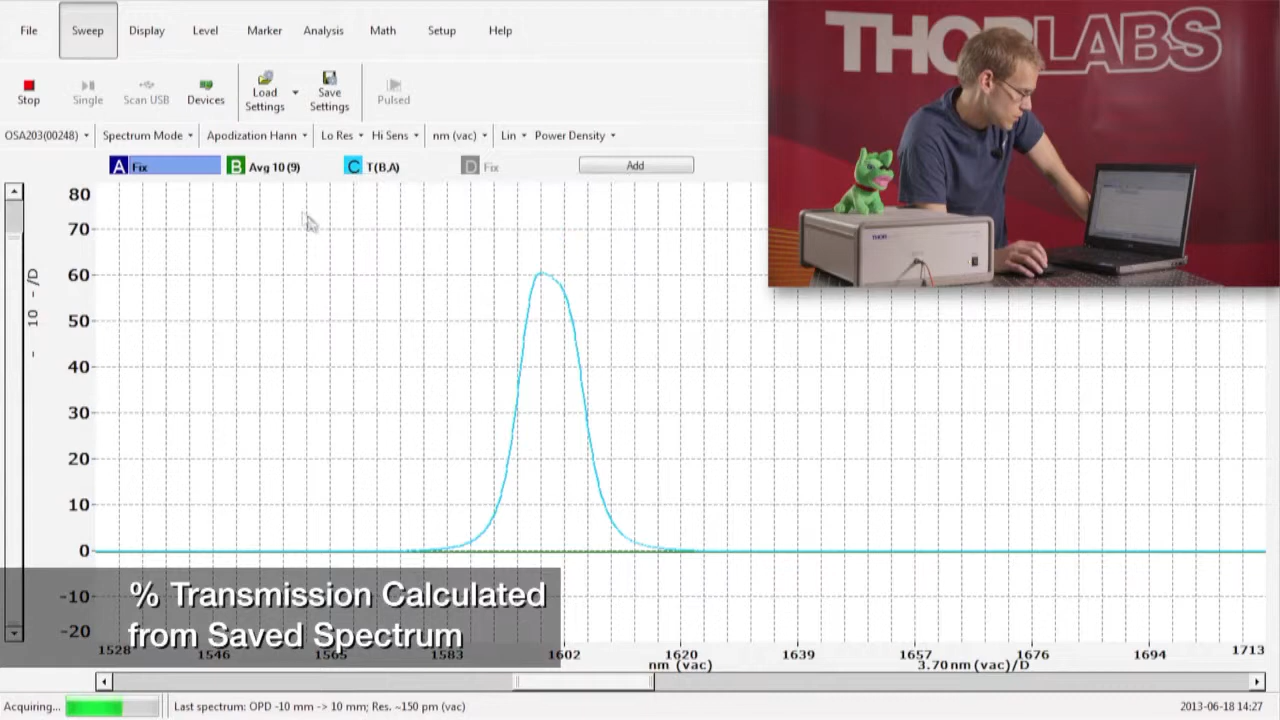 File Sweep Display Level Marker Analysis Math Setup Help
Stop Single Scan USB Devices Load Settings Save Settings Pulsed
OSA203(00248) Spectrum Mode Apodization Hann Lo Res Hi Sens nm (vac) Lin Power Density
A Fix B Avg 10 (9) C T(B,A) D Fix Add
THORLABS
THOR
80
70
60
50
40
30
20
10
0
-10
-20
- 10 - /D
% Transmission Calculated
from Saved Spectrum
1528 1546 1565 1583 1602 1620 1639 1657 1676 1694 1713
nm (vac) 3.70 nm (vac)/D
Acquiring... Last spectrum: OPD -10 mm -> 10 mm; Res. ~150 pm (vac) 2013-06-18 14:27